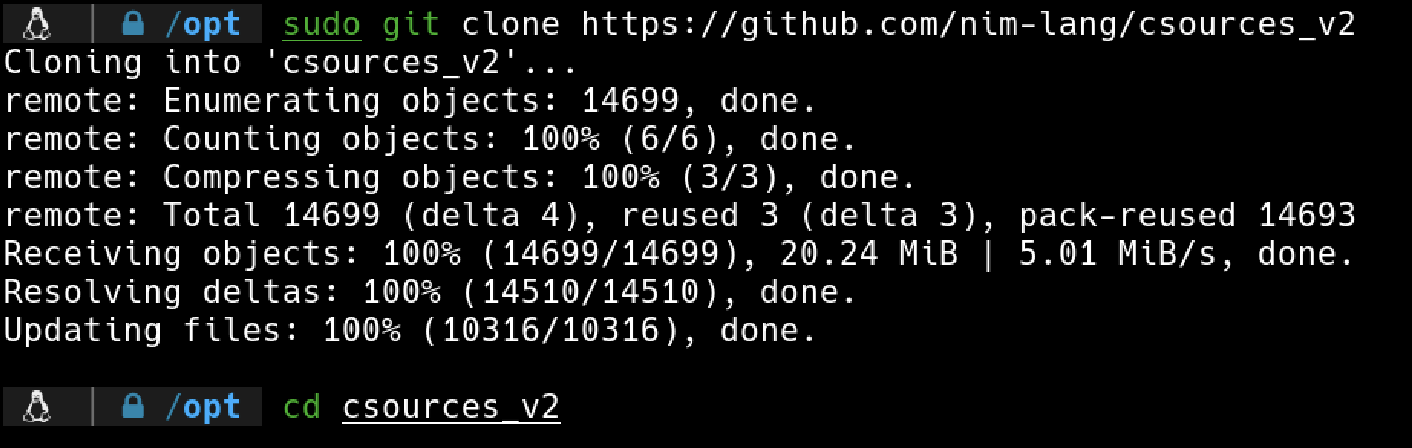 /opt sudo git clone https://github.com/nim-lang/csources_v2
Cloning into 'csources_v2'...
remote: Enumerating objects: 14699, done.
remote: Counting objects: 100% (6/6), done.
remote: Compressing objects: 100% (3/3), done.
remote: Total 14699 (delta 4), reused 3 (delta 3), pack-reused 14693
Receiving objects: 100% (14699/14699), 20.24 MiB | 5.01 MiB/s, done.
Resolving deltas: 100% (14510/14510), done.
Updating files: 100% (10316/10316), done.
/opt cd csources_v2